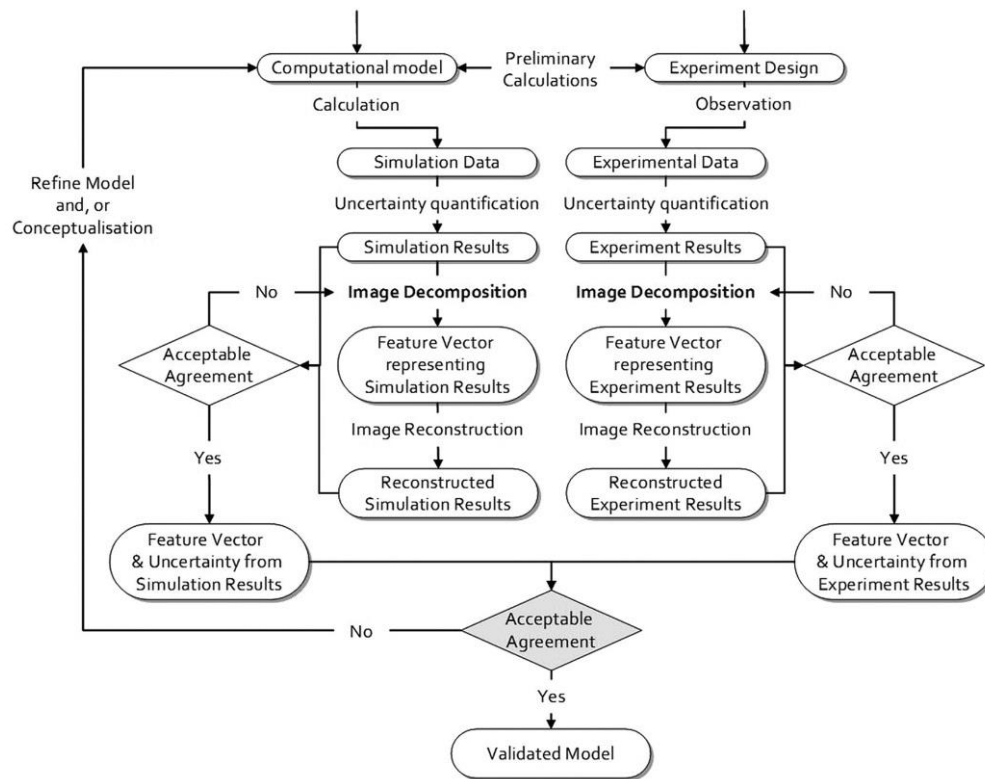 Computational model
Preliminary
Calculations
Experiment Design
Calculation
Observation
Simulation Data
Experimental Data
Refine Model
and, or
Conceptualisation
Uncertainty quantification
Uncertainty quantification
Simulation Results
Experiment Results
No
Image Decomposition
Image Decomposition
No
Acceptable
Agreement
Feature Vector
representing
Simulation Results
Feature Vector
representing
Experiment Results
Acceptable
Agreement
Image Reconstruction
Image Reconstruction
Yes
Yes
Reconstructed
Simulation Results
Reconstructed
Experiment Results
Feature Vector
& Uncertainty from
Simulation Results
Feature Vector
& Uncertainty from
Experiment Results
No
Acceptable
Agreement
Yes
Validated Model